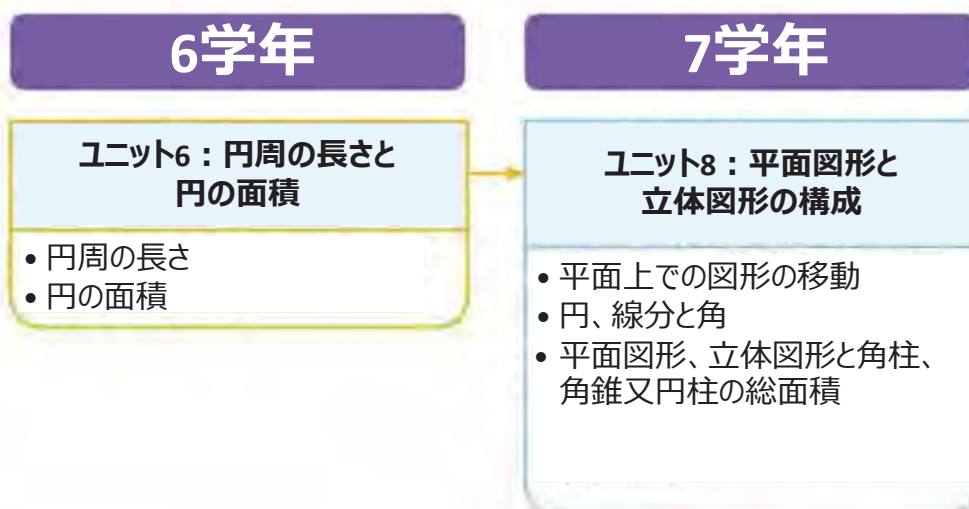 6学年
ユニット6：円周の長さと
円の面積
• 円周の長さ
• 円の面積
7学年
ユニット8：平面図形と
立体図形の構成
• 平面上での図形の移動
• 円、線分と角
• 平面図形、立体図形と角柱、
角錐又円柱の総面積